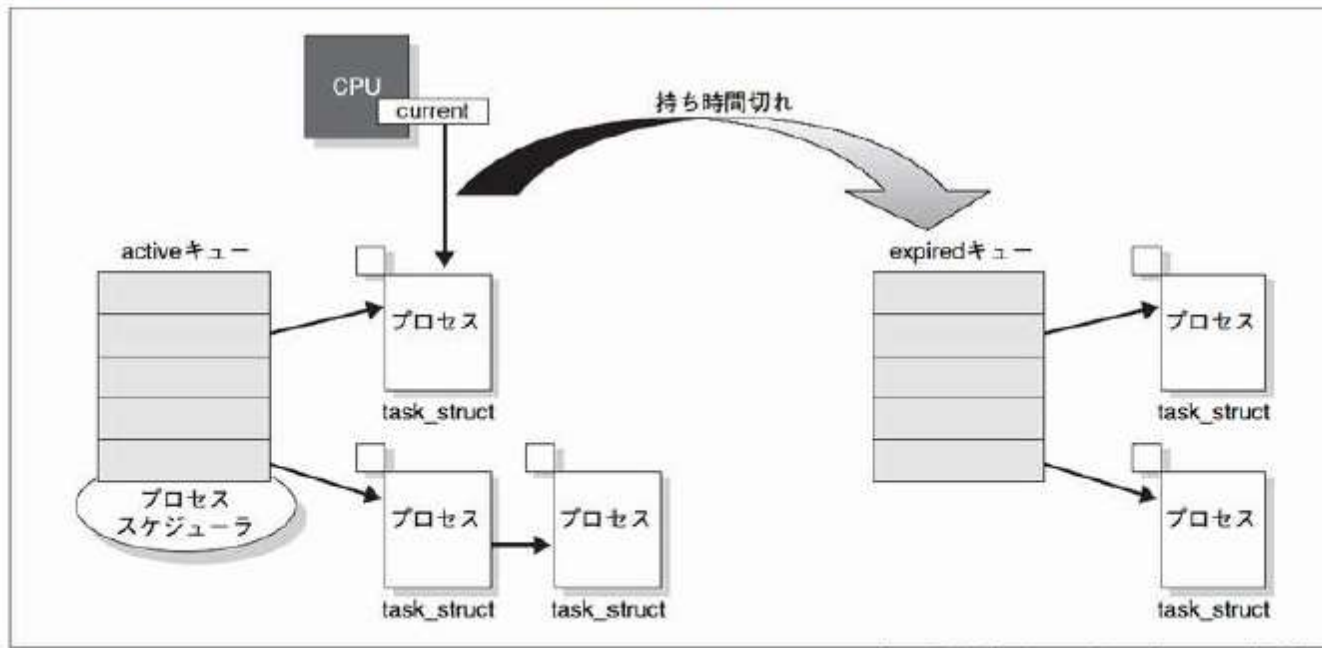 CPU
current
持ち時間切れ
activeキュー
expiredキュー
プロセス
task_struct
プロセス
task_struct
プロセス
スケジューラ
プロセス
task_struct
プロセス
task_struct
プロセス
task_struct